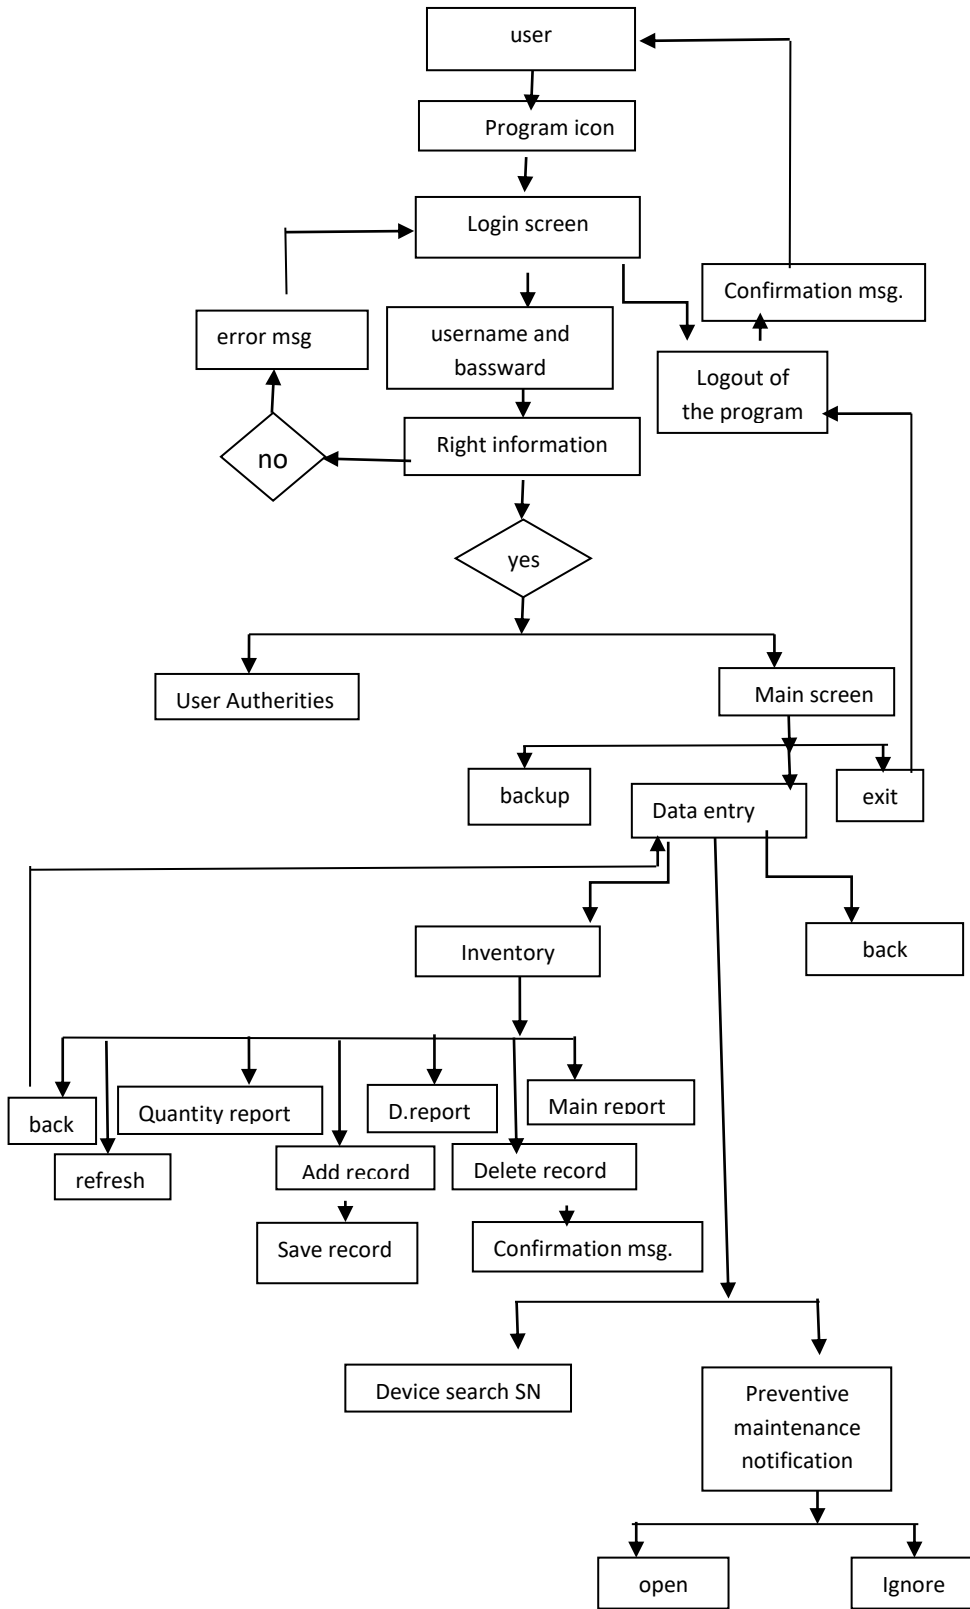 user
Program icon
Login screen
Confirmation msg.
error msg
username and
bassward
Logout of
the program
no
Right information
yes
User Autherities
Main screen
backup
Data entry
exit
Inventory
back
back
Quantity report
D.report
Main report
refresh
Add record
Delete record
Save record
Confirmation msg.
Device search SN
Preventive
maintenance
notification
open
Ignore